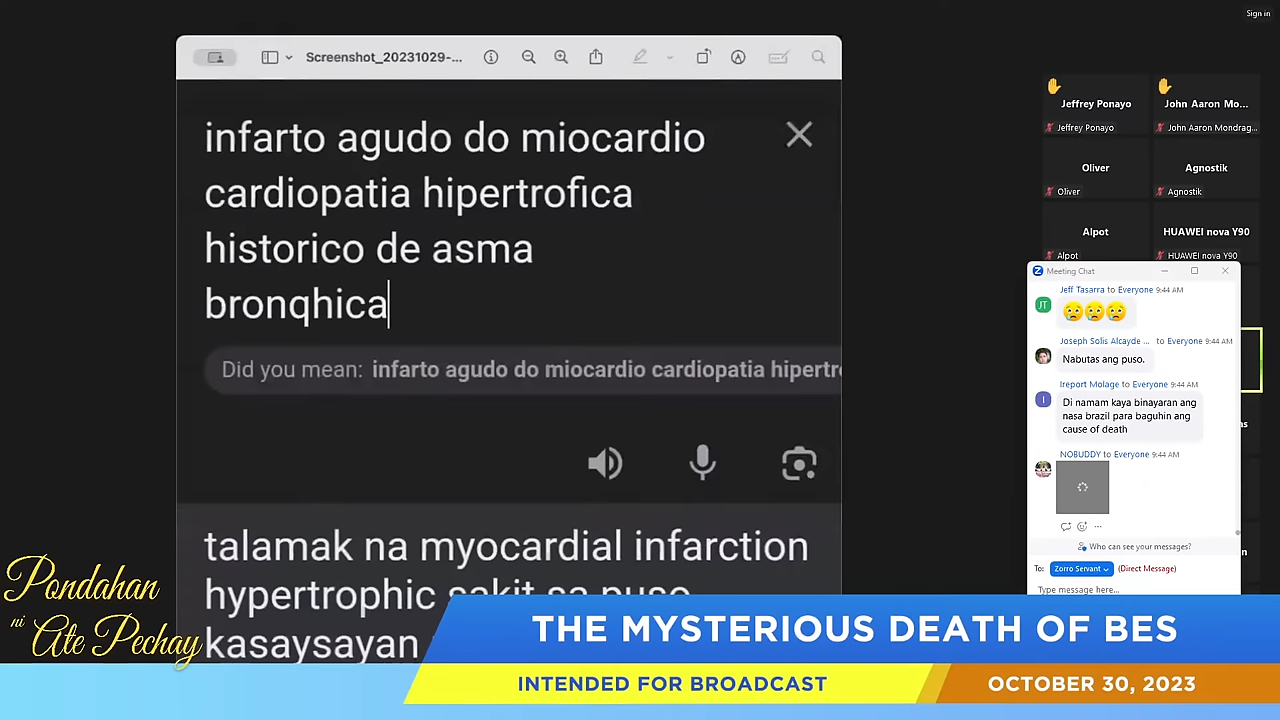 Sign in
Screenshot_20231029-...
infarto agudo do miocardio
cardiopatia hipertrofica
historico de asma
bronqhica
Did you mean: infarto agudo do miocardio cardiopatia hipertr
talamak na myocardial infarction
hypertrophic sakit sa puso
kasaysayan
Jeffrey Ponayo
Jeffrey Ponayo
John Aaron Mo...
John Aaron Mondrag...
Oliver
Oliver
Agnostik
Agnostik
Alpot
Alpot
HUAWEI nova Y90
HUAWEI nova Y90
Meeting Chat
Jeff Tasarra to Everyone 9:44 AM
JT
Joseph Solis Alcayde ... to Everyone 9:44 AM
Nabutas ang puso.
Ireport Molage to Everyone 9:44 AM
I
Di namam kaya binayaran ang
nasa brazil para baguhin ang
cause of death
NOBUDDY to Everyone 9:44 AM
Who can see your messages?
To: Zorro Servant (Direct Message)
Type message here...
Pondahan
ni Ate Pechay
THE MYSTERIOUS DEATH OF BES
INTENDED FOR BROADCAST
OCTOBER 30, 2023